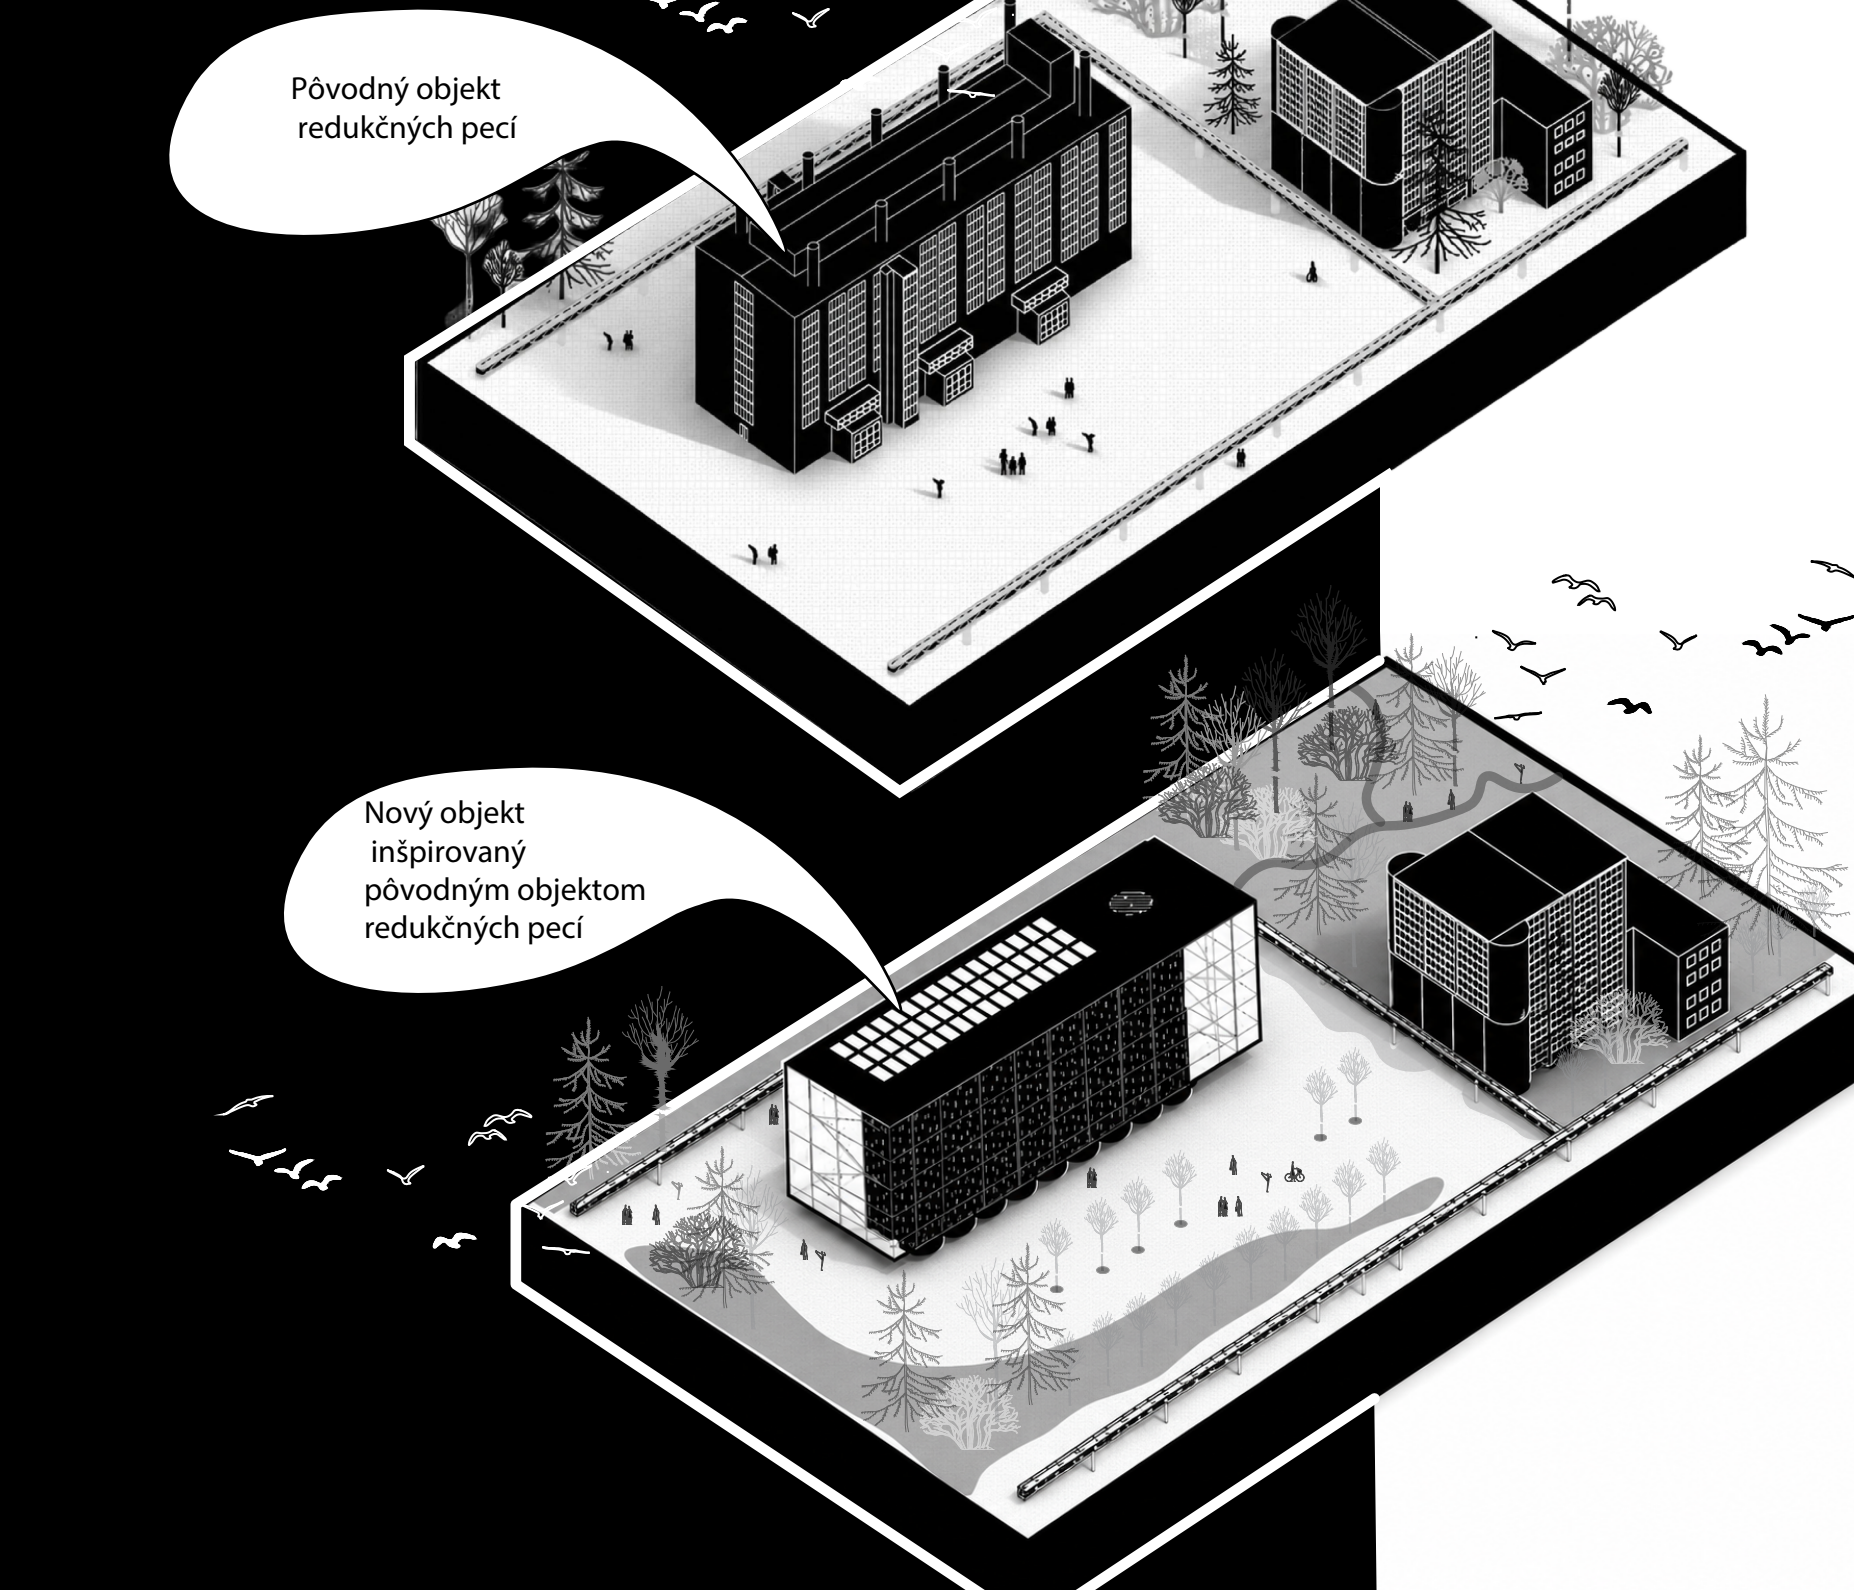 Pôvodný objekt
redukčných pecí
Nový objekt
inšpirovaný
pôvodným objektom
redukčných pecí